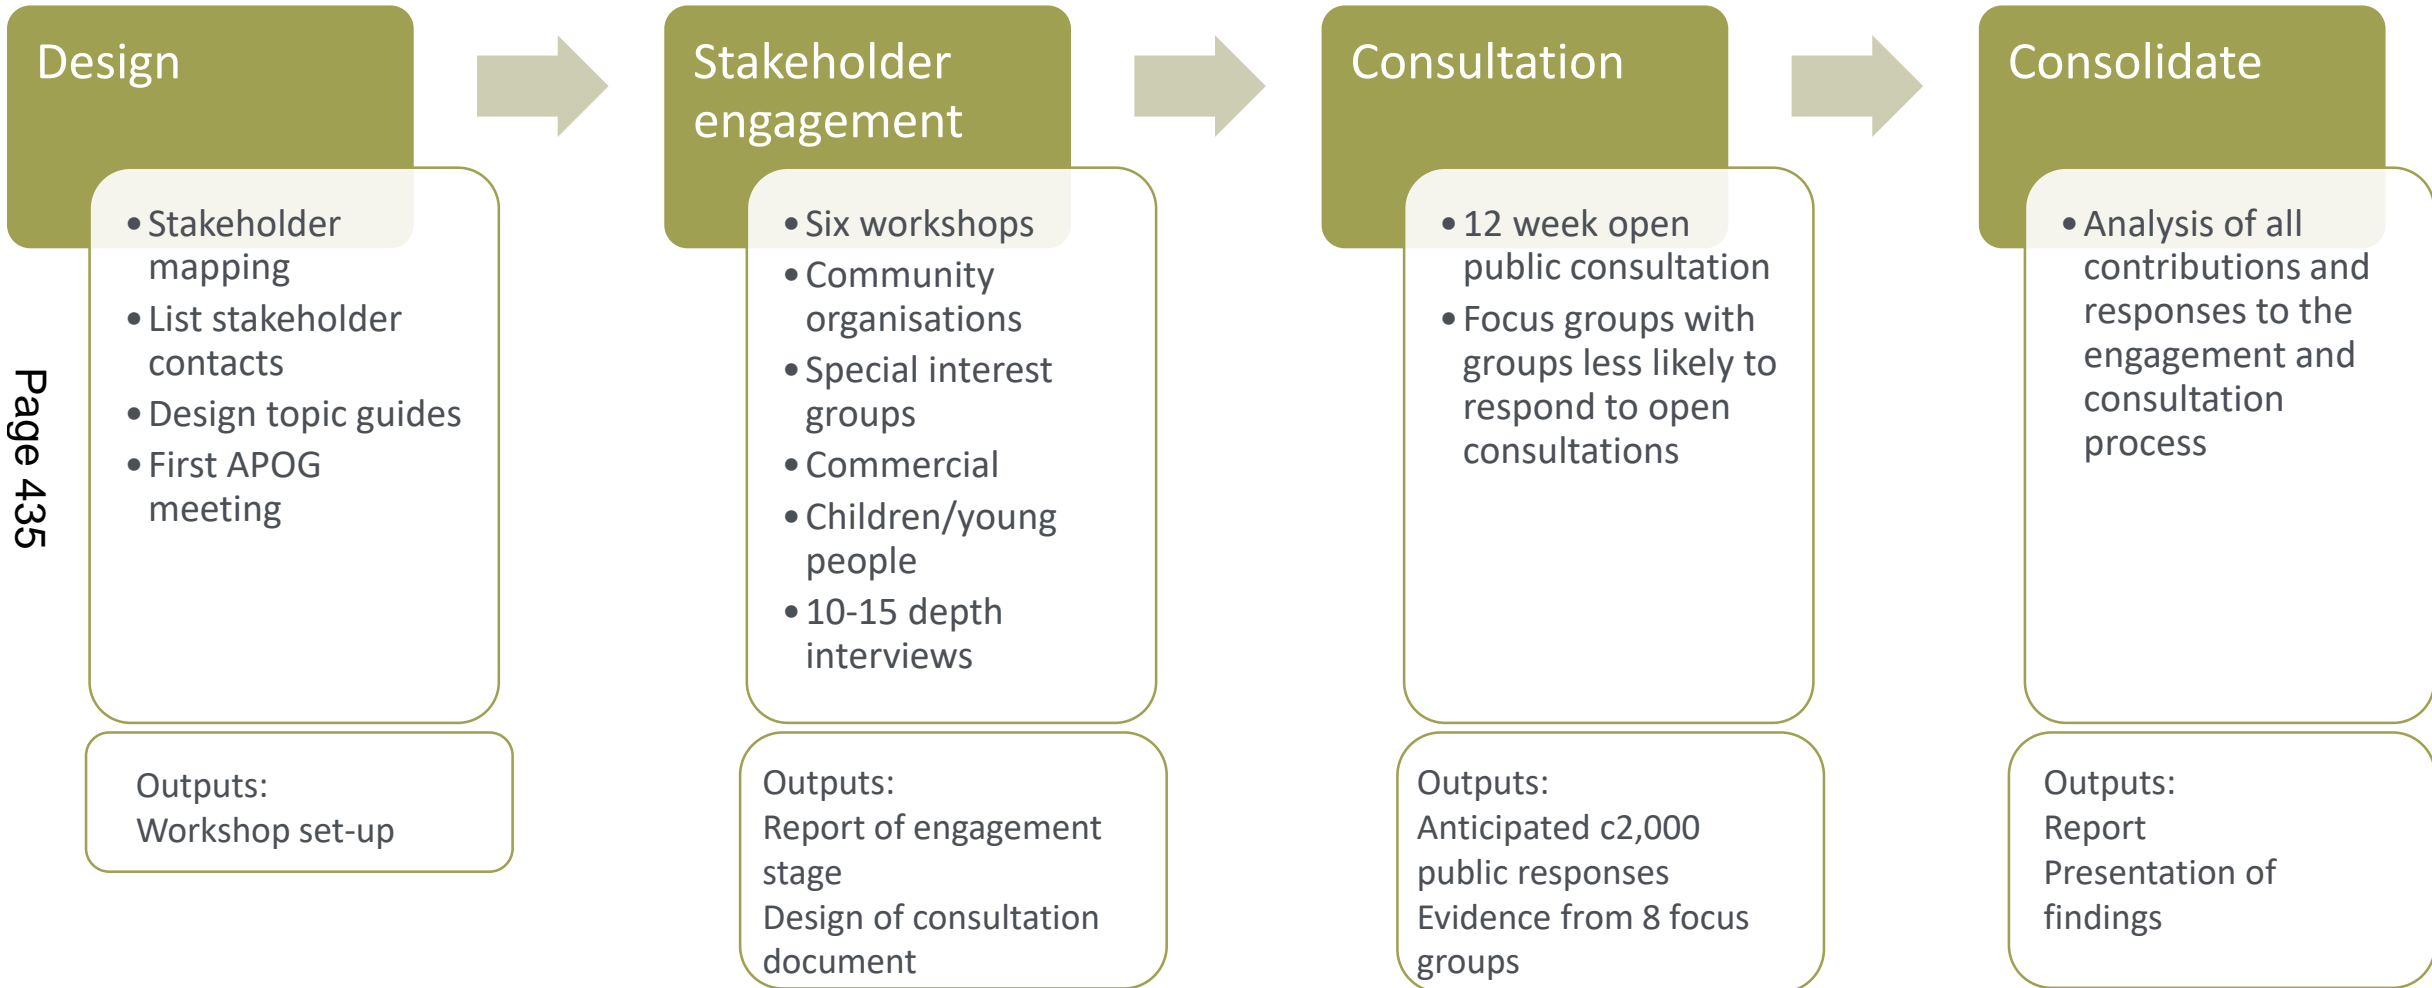 Design
• Stakeholder
mapping
• List stakeholder
contacts
• Design topic guides
• First APOG
meeting
Outputs:
Workshop set-up
Stakeholder
engagement
• Six workshops
• Community
organisations
• Special interest
groups
• Commercial
• Children/young
people
• 10-15 depth
interviews
Outputs:
Report of engagement
stage
Design of consultation
document
Consultation
• 12 week open
public consultation
• Focus groups with
groups less likely to
respond to open
consultations
Outputs:
Anticipated c2,000
public responses
Evidence from 8 focus
groups
Consolidate
• Analysis of all
contributions and
responses to the
engagement and
consultation
process
Outputs:
Report
Presentation of
findings
Page 435